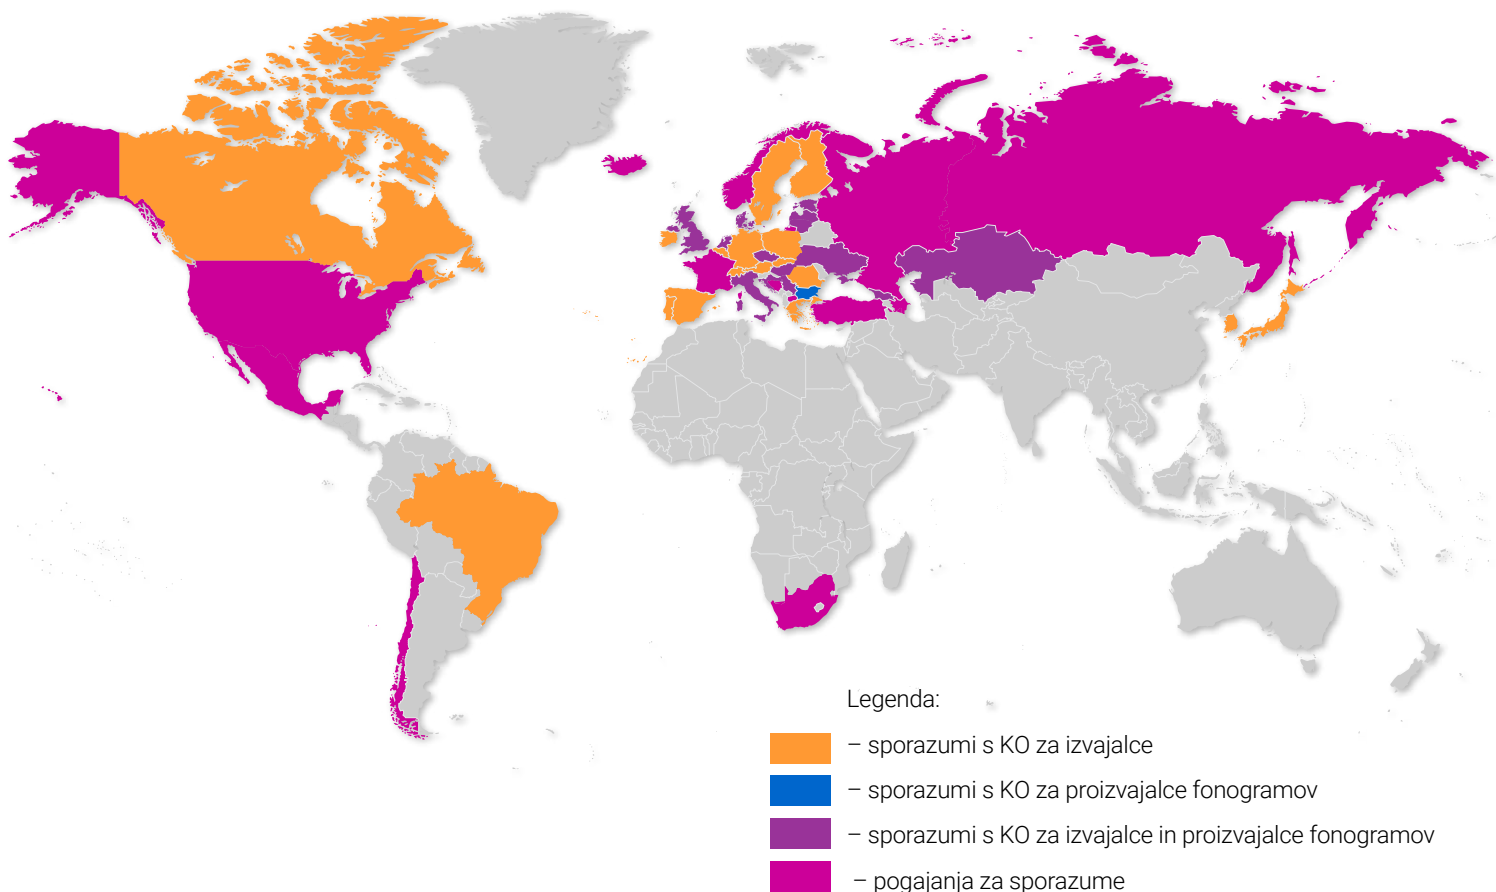 Legenda:
– sporazumi s KO za izvajalce
– sporazumi s KO za proizvajalce fonogramov
– sporazumi s KO za izvajalce in proizvajalce fonogramov
– pogajanja za sporazume